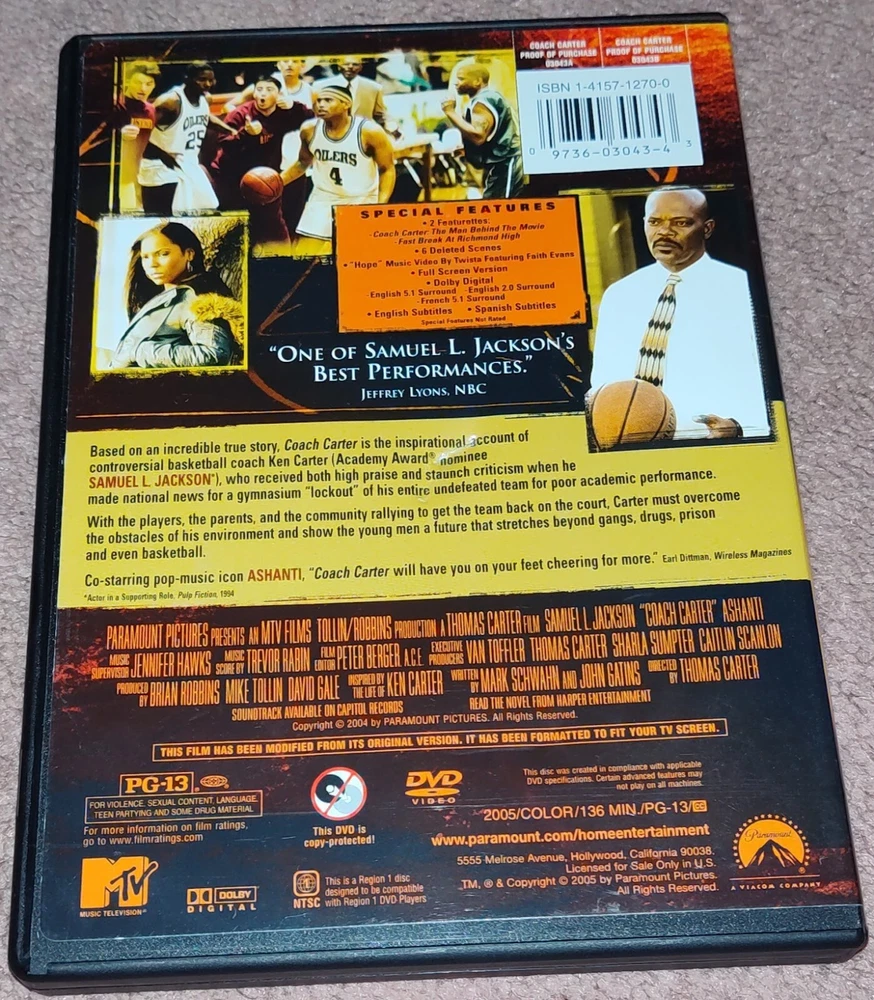 COACH CARTER
PROOF OF PURCHASE
03043A
COACH CARTER
PROOF OF PURCHASE
03043B
ISBN 1-4157-1270-0
0 97360-3043-4 3
OILERS
25
OILERS
4
SPECIAL FEATURES
• 2 Featurettes:
-Coach Carter: The Man Behind The Movie
-Fast Break At Richmond High
• 6 Deleted Scenes
• "Hope" Music Video By Twista Featuring Faith Evans
• Full Screen Version
• Dolby Digital
-English 5.1 Surround -English 2.0 Surround
-French 5.1 Surround
• English Subtitles • Spanish Subtitles
Special Features Not Rated
"ONE OF SAMUEL L. JACKSON'S
BEST PERFORMANCES."
JEFFREY LYONS, NBC
Based on an incredible true story, Coach Carter is the inspirational account of
controversial basketball coach Ken Carter (Academy Award® nominee
SAMUEL L. JACKSON*), who received both high praise and staunch criticism when he
made national news for a gymnasium "lockout" of his entire undefeated team for poor academic performance.
With the players, the parents, and the community rallying to get the team back on the court, Carter must overcome
the obstacles of his environment and show the young men a future that stretches beyond gangs, drugs, prison
and even basketball.
Co-starring pop-music icon ASHANTI, "Coach Carter will have you on your feet cheering for more." Earl Dittman, Wireless Magazines
*Actor in a Supporting Role, Pulp Fiction, 1994
PARAMOUNT PICTURES PRESENTS AN MTV FILMS TOLLIN/ROBBINS PRODUCTION A THOMAS CARTER FILM SAMUEL L. JACKSON "COACH CARTER" ASHANTI
MUSIC SUPERVISOR JENNIFER HAWKS MUSIC SCORE BY TREVOR RABIN FILM EDITOR PETER BERGER A.C.E. EXECUTIVE PRODUCERS VAN TOFFLER THOMAS CARTER SHARLA SUMPTER CAITLIN SCANLON
PRODUCED BY BRIAN ROBBINS MIKE TOLLIN DAVID GALE INSPIRED BY THE LIFE OF KEN CARTER WRITTEN BY MARK SCHWAHN AND JOHN GATINS DIRECTED BY THOMAS CARTER
SOUNDTRACK AVAILABLE ON CAPITOL RECORDS READ THE NOVEL FROM HARPER ENTERTAINMENT
Copyright © 2004 by PARAMOUNT PICTURES. All Rights Reserved.
THIS FILM HAS BEEN MODIFIED FROM ITS ORIGINAL VERSION. IT HAS BEEN FORMATTED TO FIT YOUR TV SCREEN.
PG-13
FOR VIOLENCE, SEXUAL CONTENT, LANGUAGE,
TEEN PARTYING AND SOME DRUG MATERIAL
For more information on film ratings,
go to www.filmratings.com
This DVD is
copy-protected!
DVD
VIDEO
This disc was created in compliance with applicable
DVD specifications. Certain advanced features may
not play on all machines.
2005/COLOR/136 MIN./PG-13/CC
www.paramount.com/homeentertainment
5555 Melrose Avenue, Hollywood, California 90038.
Licensed for Sale Only in U.S.
TM, ® & Copyright © 2005 by Paramount Pictures.
All Rights Reserved.
Paramount
A VIACOM COMPANY
MTV
MUSIC TELEVISION®
DOLBY
DIGITAL
NTSC
This is a Region 1 disc
designed to be compatible
with Region 1 DVD Players